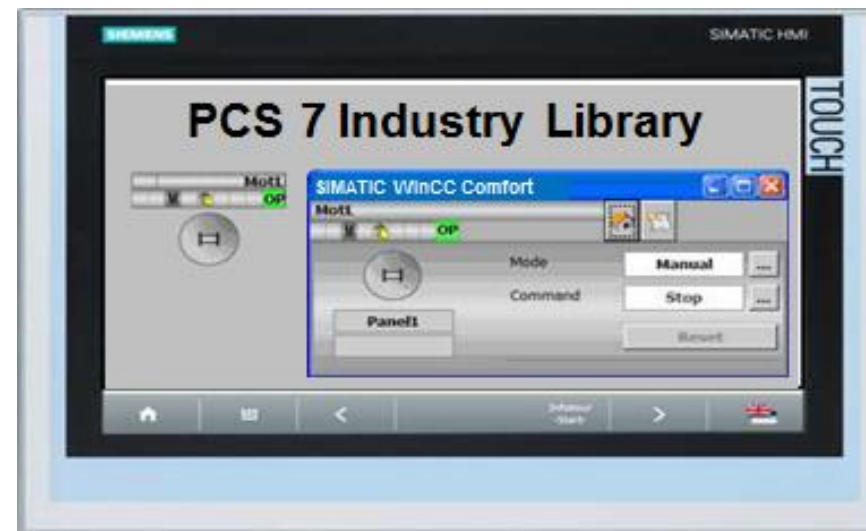 SIEMENS
SIMATIC HMI
TOUCH
PCS 7 Industry Library
Mot1
M OP
SIMATIC WinCC Comfort
Mot1
M OP
Mode Manual ...
Command Stop ...
Panel1
Reset